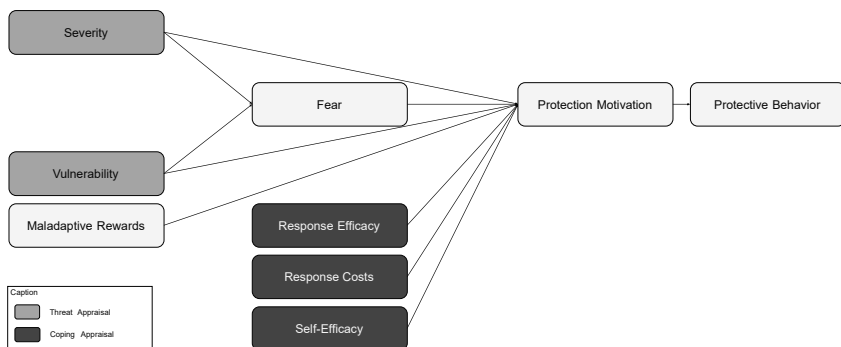 Severity
Fear
Protection Motivation
Protective Behavior
Vulnerability
Maladaptive Rewards
Response Efficacy
Response Costs
Self-Efficacy
Caption
Threat Appraisal
Coping Appraisal